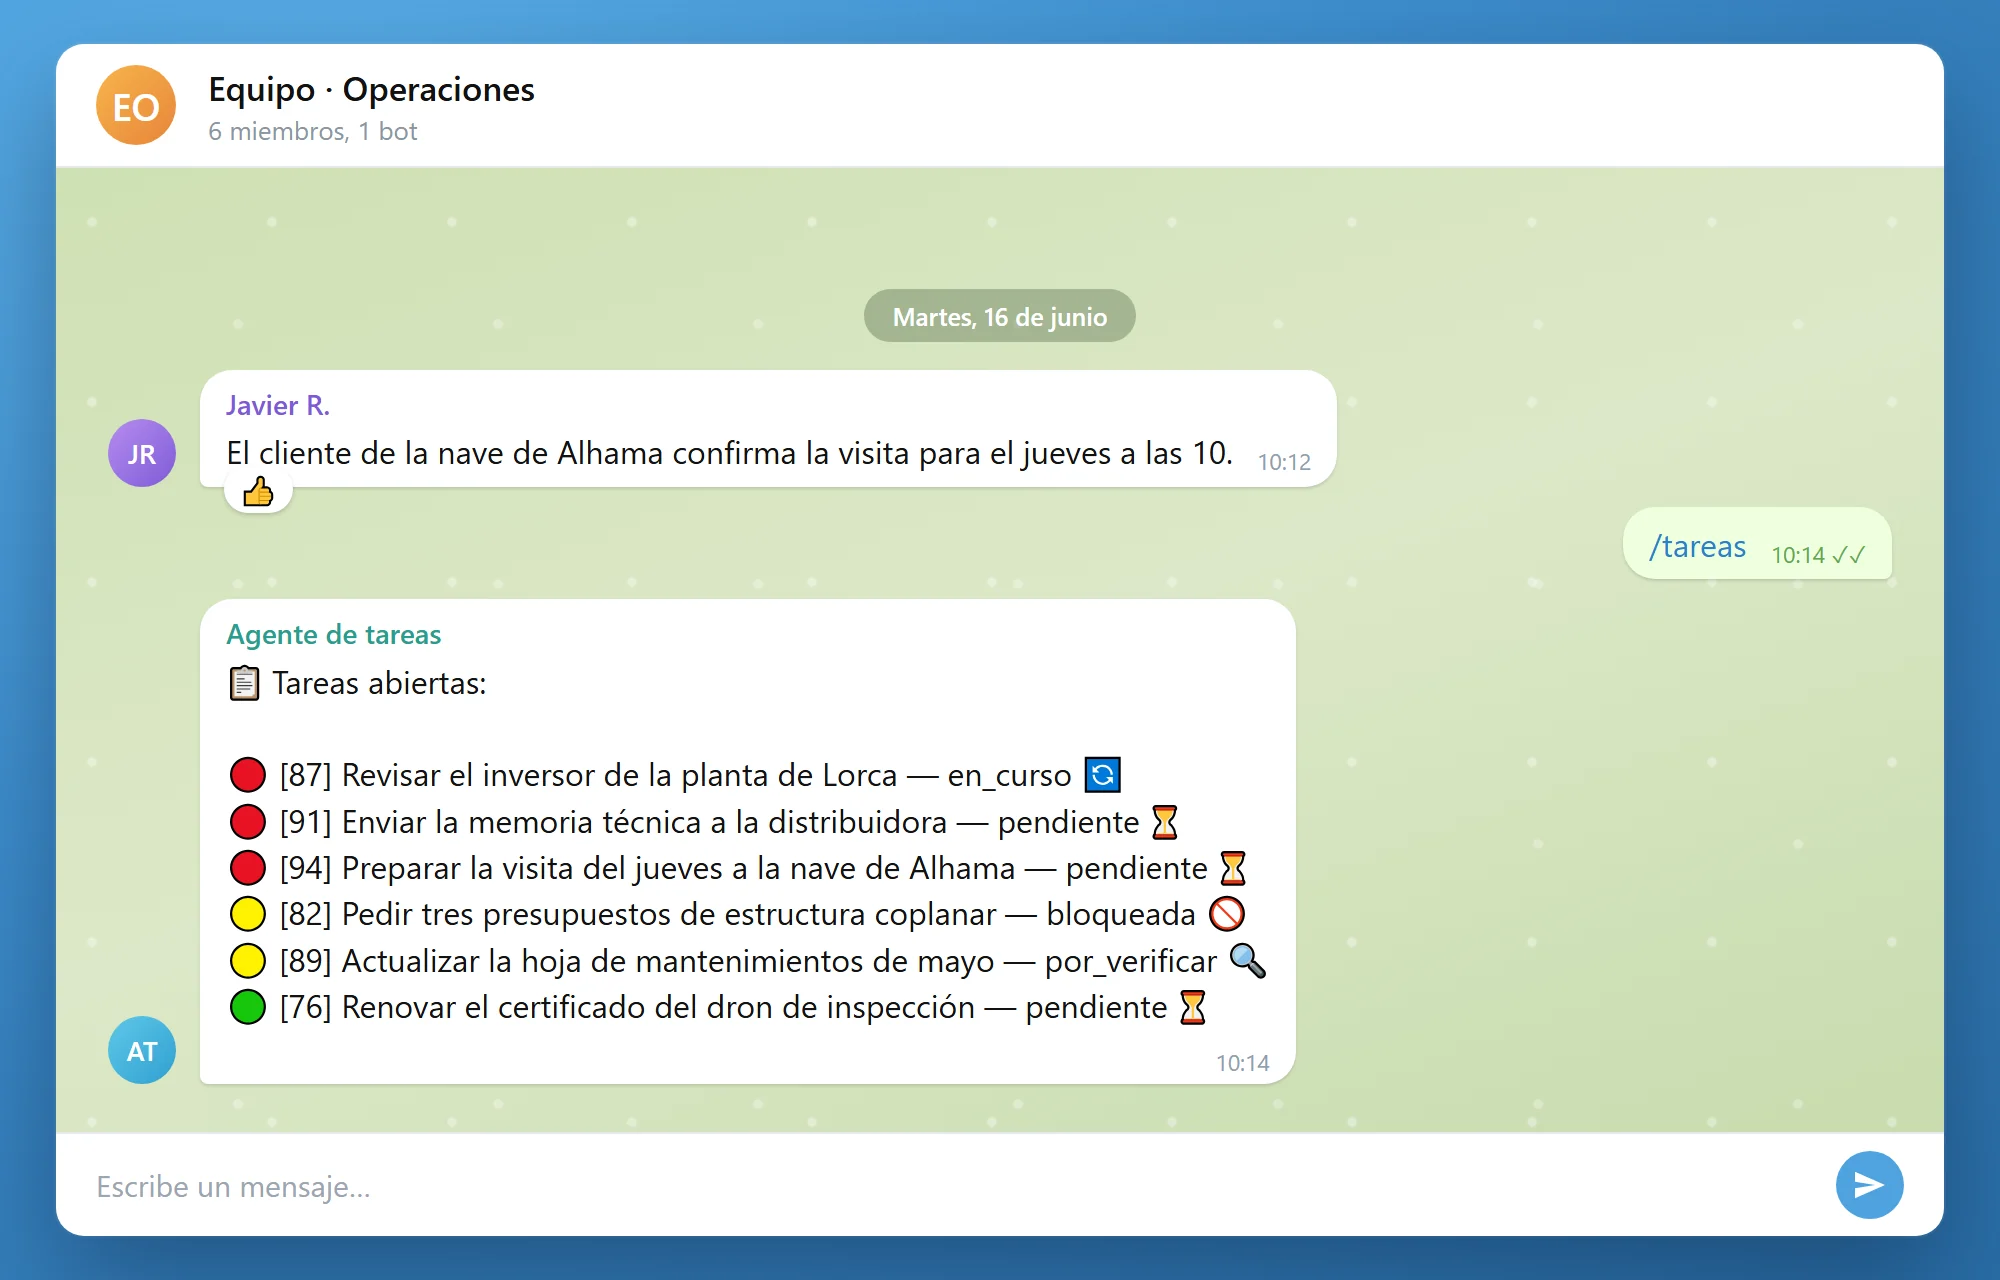 EO
Equipo · Operaciones
6 miembros, 1 bot
Martes, 16 de junio
Javier R.
JR
El cliente de la nave de Alhama confirma la visita para el jueves a las 10. 10:12
👍
/tareas 10:14 ✓✓
Agente de tareas
📋 Tareas abiertas:
🔴 [87] Revisar el inversor de la planta de Lorca — en_curso 🔄
🔴 [91] Enviar la memoria técnica a la distribuidora — pendiente ⏳
🔴 [94] Preparar la visita del jueves a la nave de Alhama — pendiente ⏳
🟡 [82] Pedir tres presupuestos de estructura coplanar — bloqueada 🚫
🟡 [89] Actualizar la hoja de mantenimientos de mayo — por_verificar 🔍
🟢 [76] Renovar el certificado del dron de inspección — pendiente ⏳
AT
10:14
Escribe un mensaje...